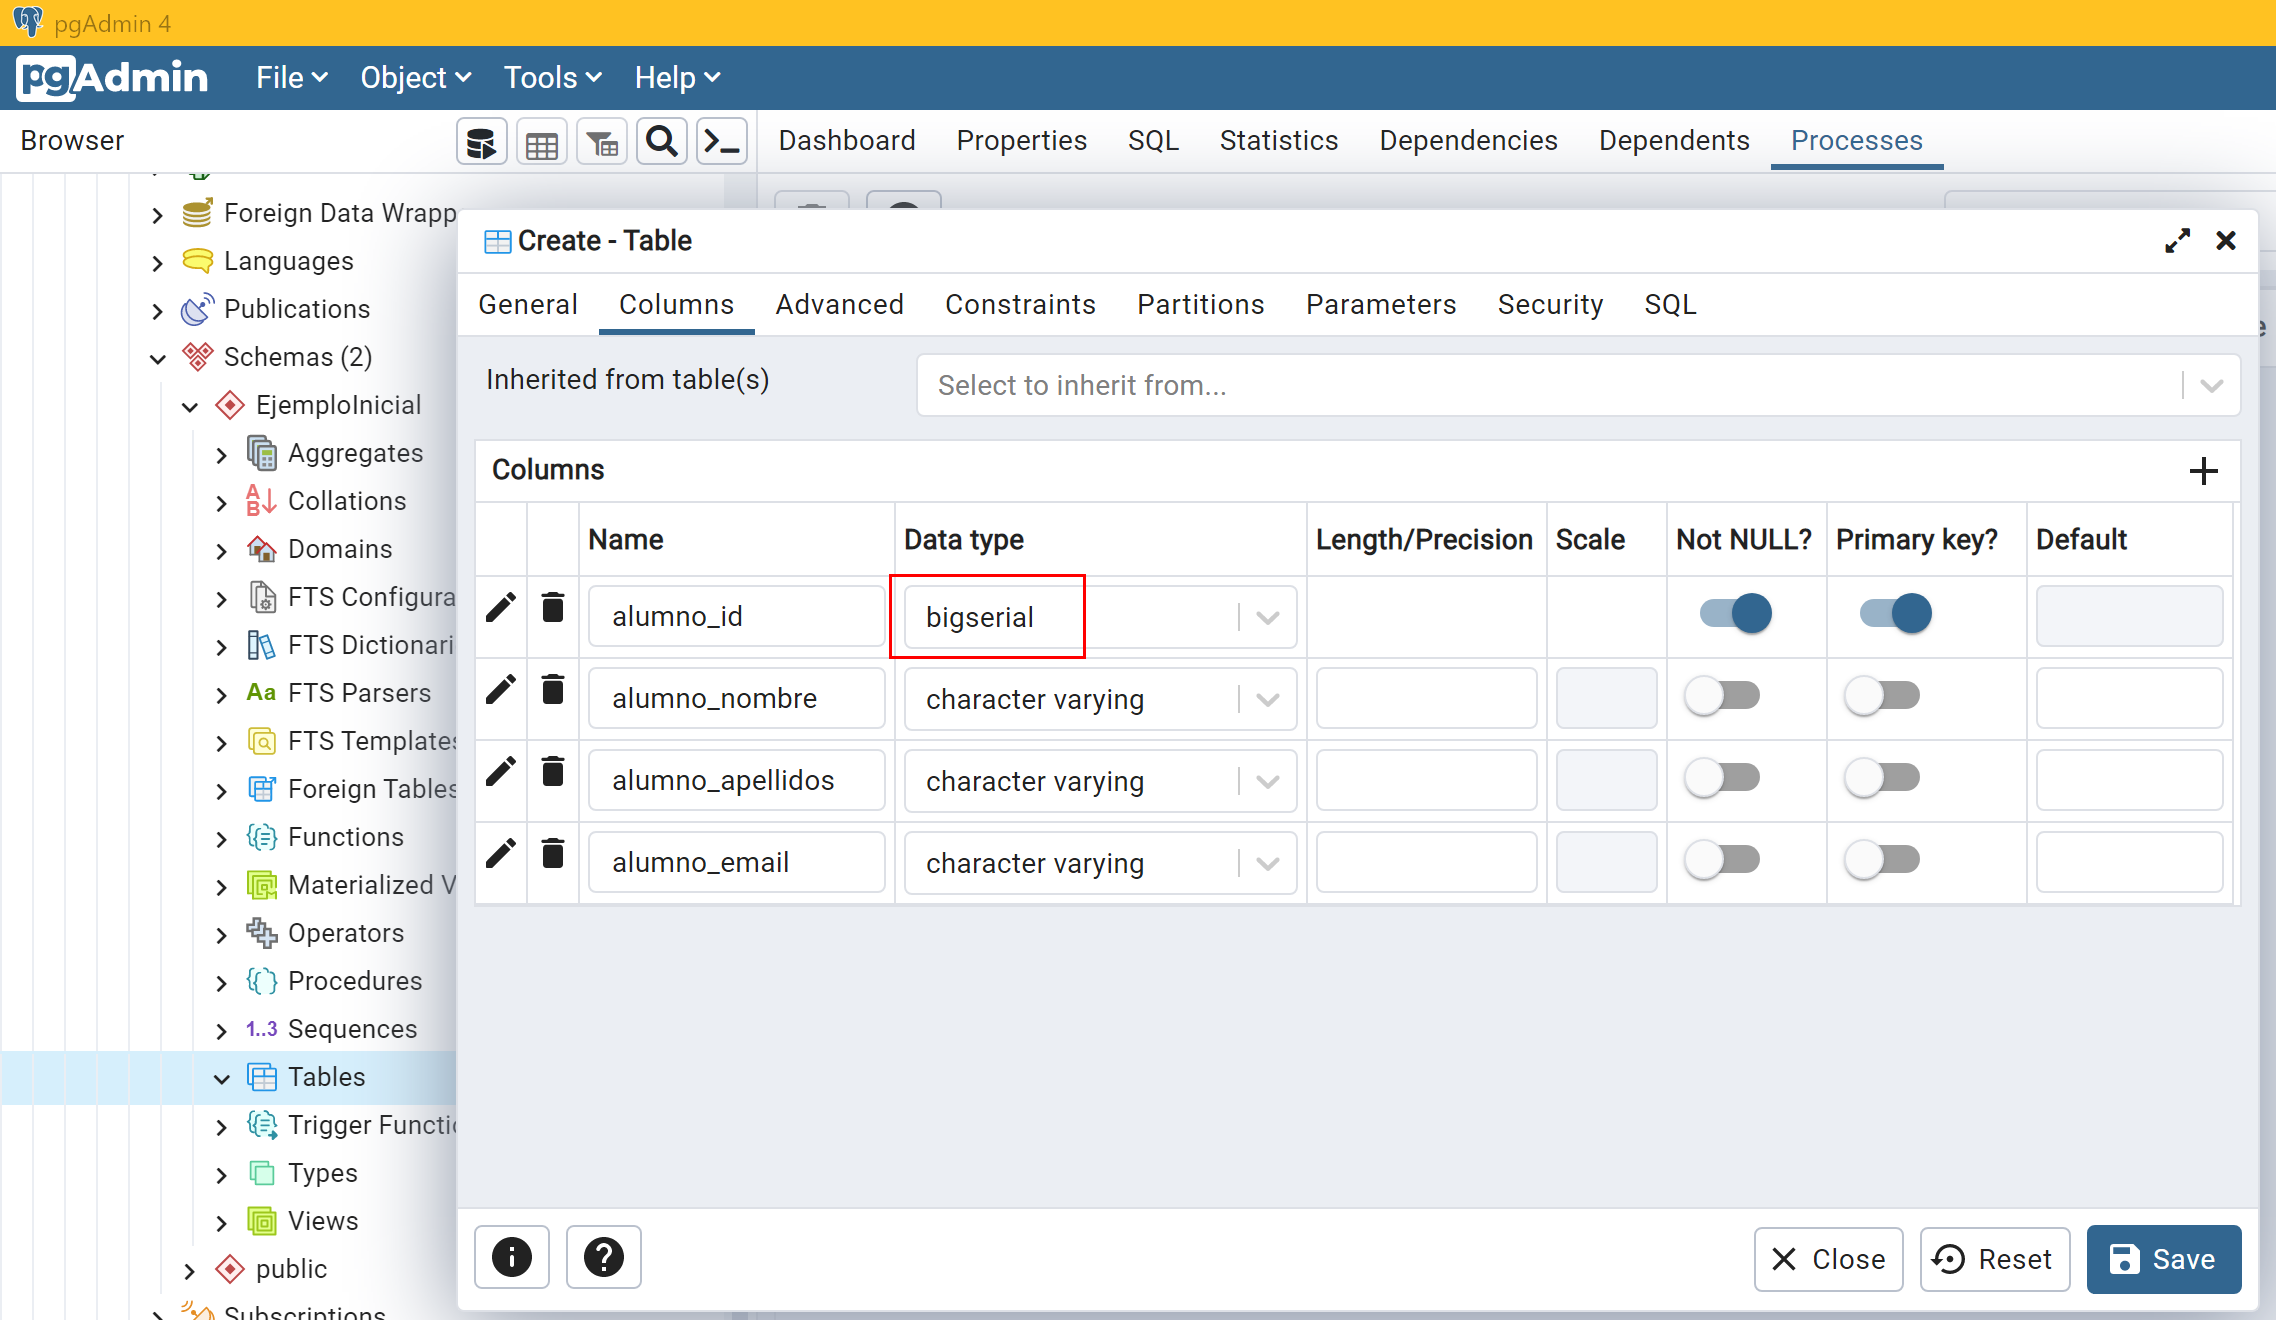 pgAdmin 4
pgAdmin File Object Tools Help
Browser
Dashboard Properties SQL Statistics Dependencies Dependents Processes
Foreign Data Wrapp
Languages
Publications
Schemas (2)
EjemploInicial
Aggregates
Collations
Domains
FTS Configura
FTS Dictionari
Aa FTS Parsers
FTS Templates
Foreign Tables
Functions
Materialized V
Operators
Procedures
1..3 Sequences
Tables
Trigger Functi
Types
Views
public
Subscriptions
Create - Table
General Columns Advanced Constraints Partitions Parameters Security SQL
Inherited from table(s) Select to inherit from...
Columns
Name Data type Length/Precision Scale Not NULL? Primary key? Default
alumno_id bigserial
alumno_nombre character varying
alumno_apellidos character varying
alumno_email character varying
Close Reset Save